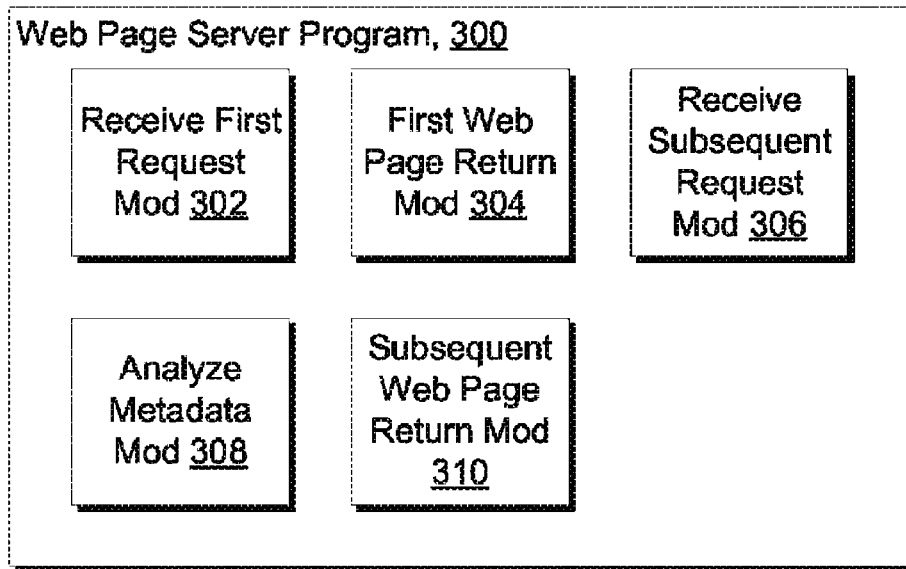 Web Page Server Program, 300
Receive First
Request
Mod 302
First Web
Page Return
Mod 304
Receive
Subsequent
Request
Mod 306
Analyze
Metadata
Mod 308
Subsequent
Web Page
Return Mod
310